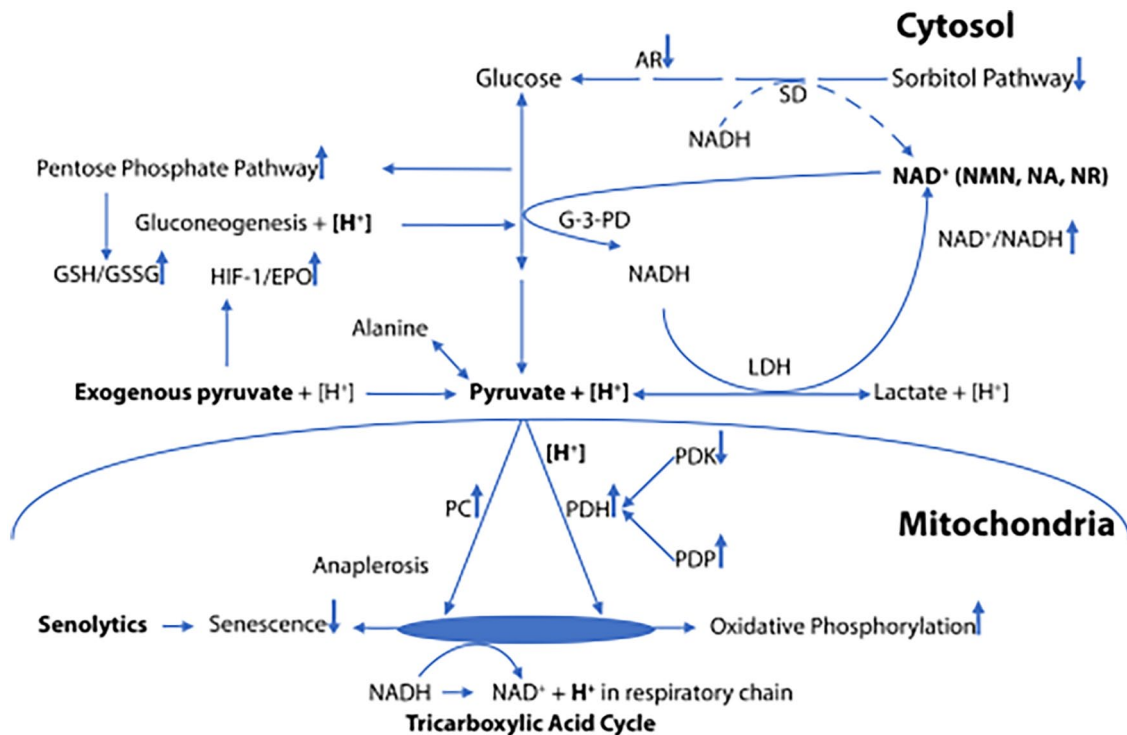 Cytosol
AR
Glucose
Sorbitol Pathway
SD
NADH
Pentose Phosphate Pathway
NAD⁺ (NMN, NA, NR)
Gluconeogenesis + [H⁺]
G-3-PD
NAD⁺/NADH
GSH/GSSG
HIF-1/EPO
NADH
Alanine
LDH
Exogenous pyruvate + [H⁺]
Pyruvate + [H⁺]
Lactate + [H⁺]
[H⁺]
PDK
PC
PDH
Mitochondria
PDP
Anaplerosis
Senolytics
Senescence
Oxidative Phosphorylation
NADH
NAD⁺ + H⁺ in respiratory chain
Tricarboxylic Acid Cycle